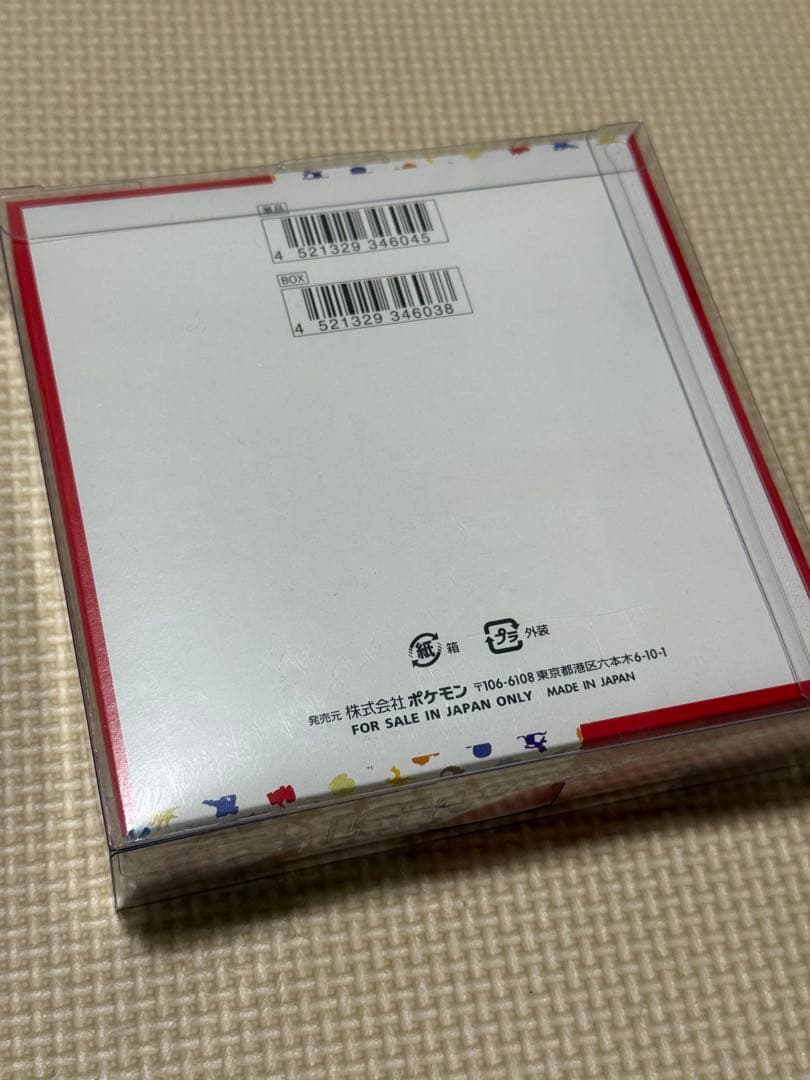 単品
4 521329 346045
BOX
4 521329 346038
紙 箱 プラ 外装
発売元 株式会社 ポケモン 〒106-6108 東京都港区六本木6-10-1
FOR SALE IN JAPAN ONLY MADE IN JAPAN